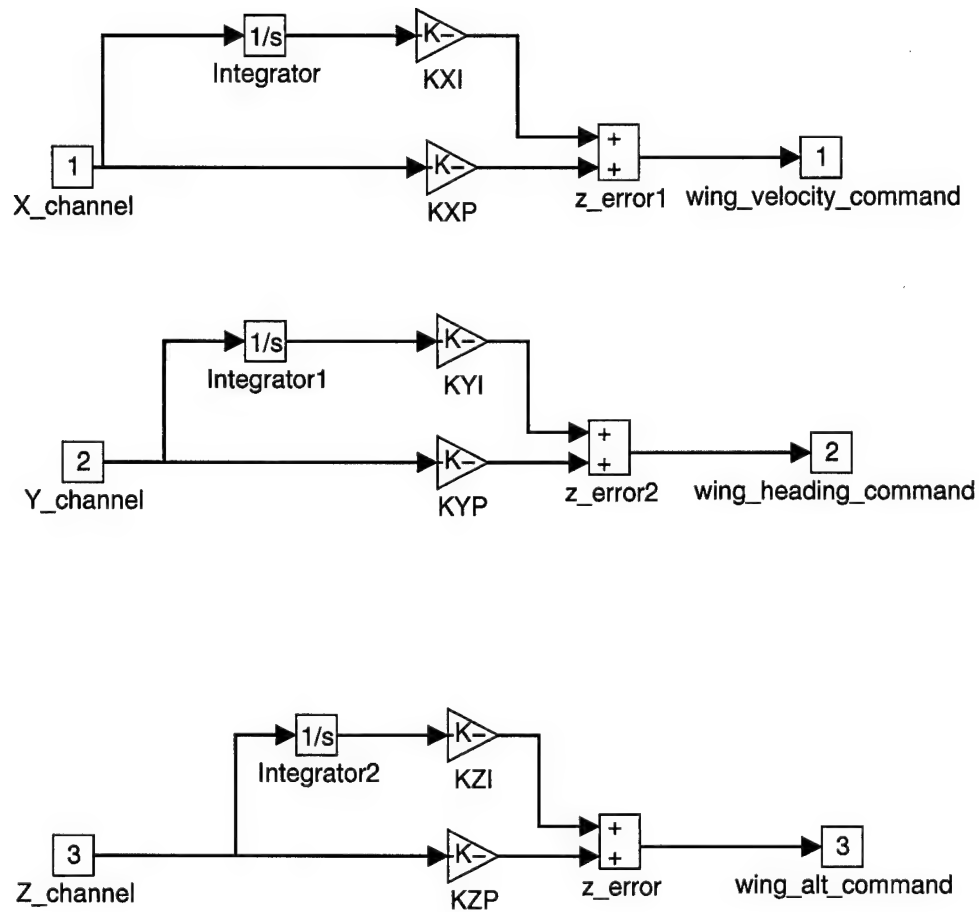 1/s
Integrator
-K-
KXI
1
X_channel
-K-
KXP
+
+
z_error1
1
wing_velocity_command
1/s
Integrator1
-K-
KYI
2
Y_channel
-K-
KYP
+
+
z_error2
2
wing_heading_command
1/s
Integrator2
-K-
KZI
3
Z_channel
-K-
KZP
+
+
z_error
3
wing_alt_command